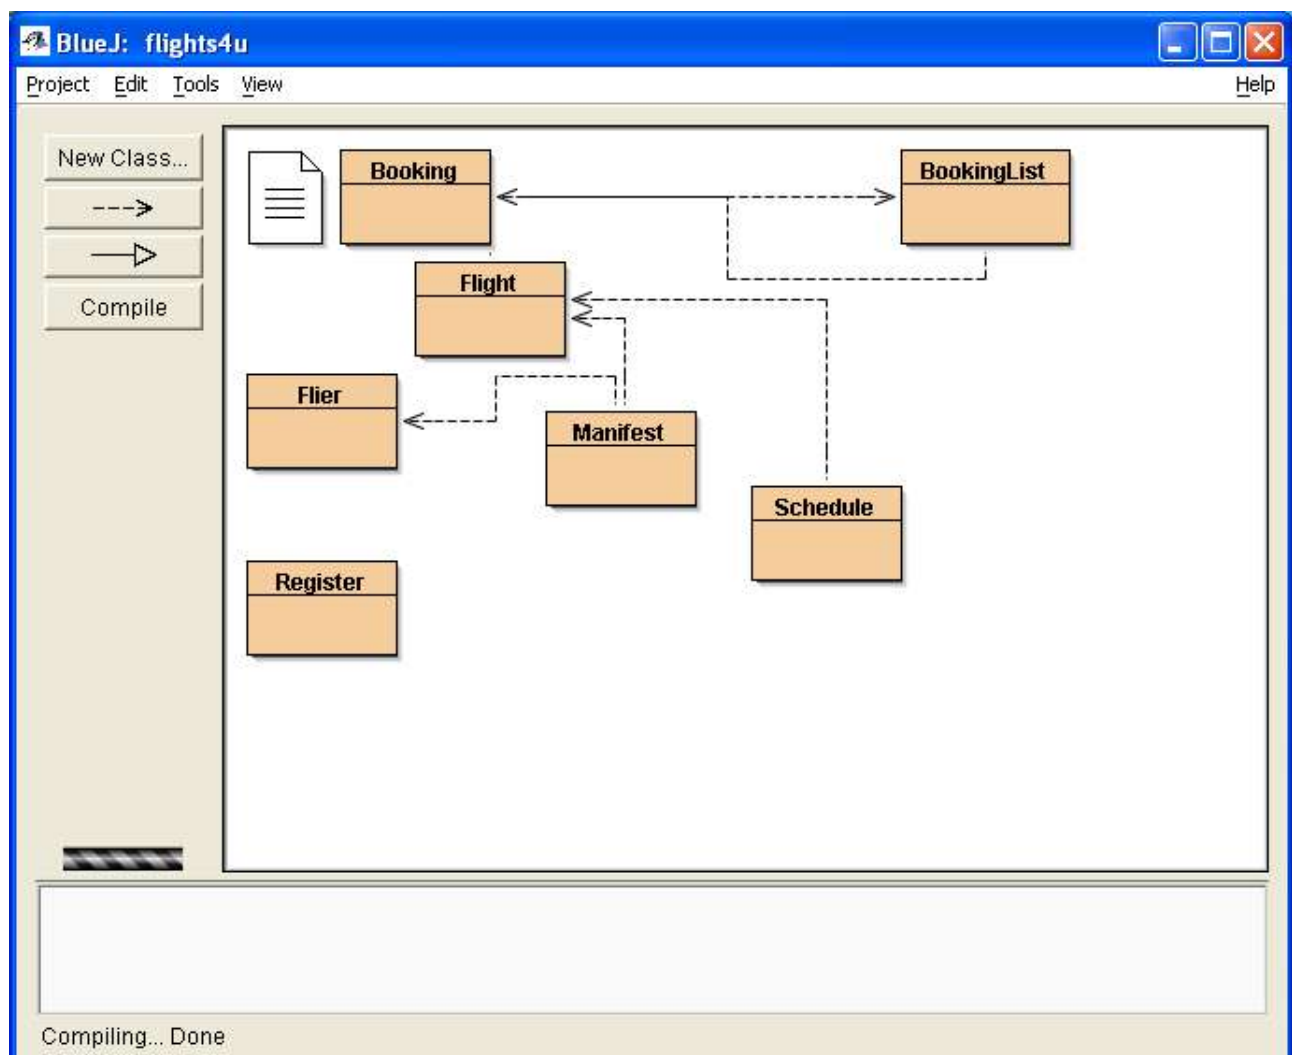 BlueJ: flights4u
Project Edit Tools View Help
New Class...
Compile
Booking
BookingList
Flight
Flier
Manifest
Schedule
Register
Compiling... Done